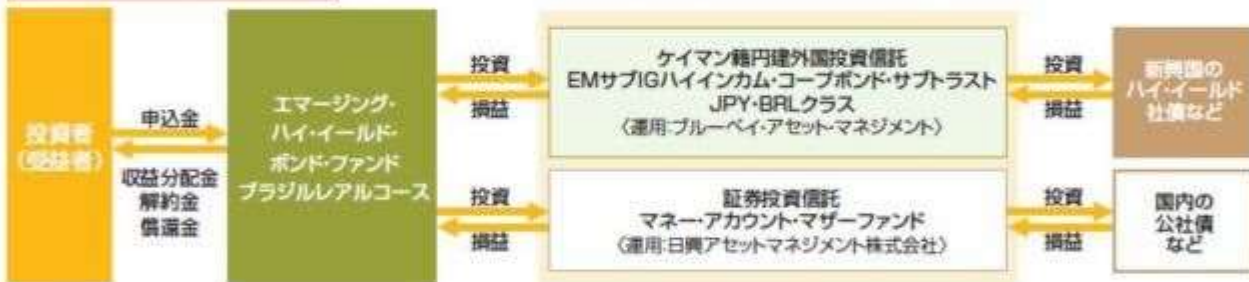 投資者
(受益者)
申込金
収益分配金
解約金
償還金
エマージング・
ハイ・イールド・
ボンド・ファンド
ブラジルレアルコース
投資
損益
ケイマン籍円建外国投資信託
EMサブIGハイインカム・コープボンド・サブトラスト
JPY・BRLクラス
〈運用:ブルーベイ・アセット・マネジメント〉
投資
損益
新興国の
ハイ・イールド
社債など
投資
損益
証券投資信託
マネー・アカウント・マザーファンド
〈運用:日興アセットマネジメント株式会社〉
投資
損益
国内の
公社債
など